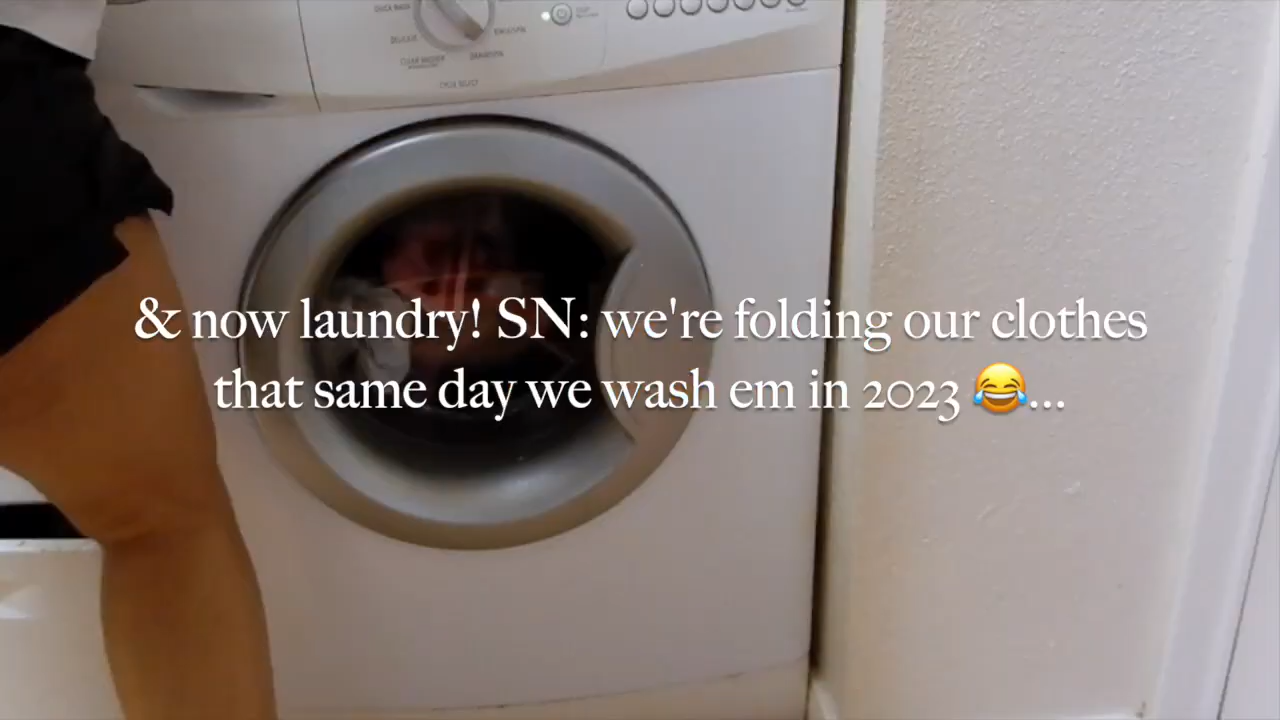 & now laundry! SN: we're folding our clothes
that same day we wash em in 2023 😂...